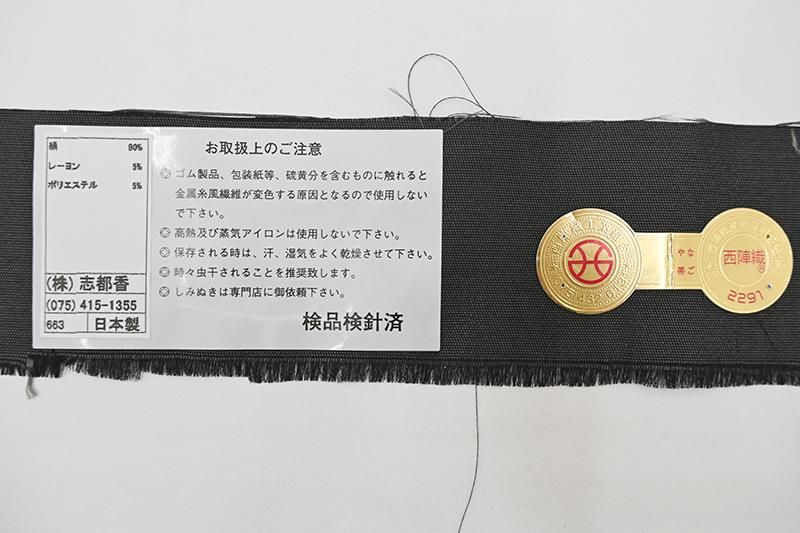 絹 90%
レーヨン 5%
ポリエステル 5%
(株) 志都香
(075) 415-1355
663 日本製
お取扱上のご注意
◎ ゴム製品、包装紙等、硫黄分を含むものに触れると
金属糸風繊維が変色する原因となるので使用しない
で下さい。
◎ 高熱及び蒸気アイロンは使用しないで下さい。
◎ 保存される時は、汗、湿気をよく乾燥させて下さい。
◎ 時々虫干されることを推奨致します。
◎ しみぬきは専門店に御依頼下さい。
検品検針済
なご
や帯
西陣織
2291